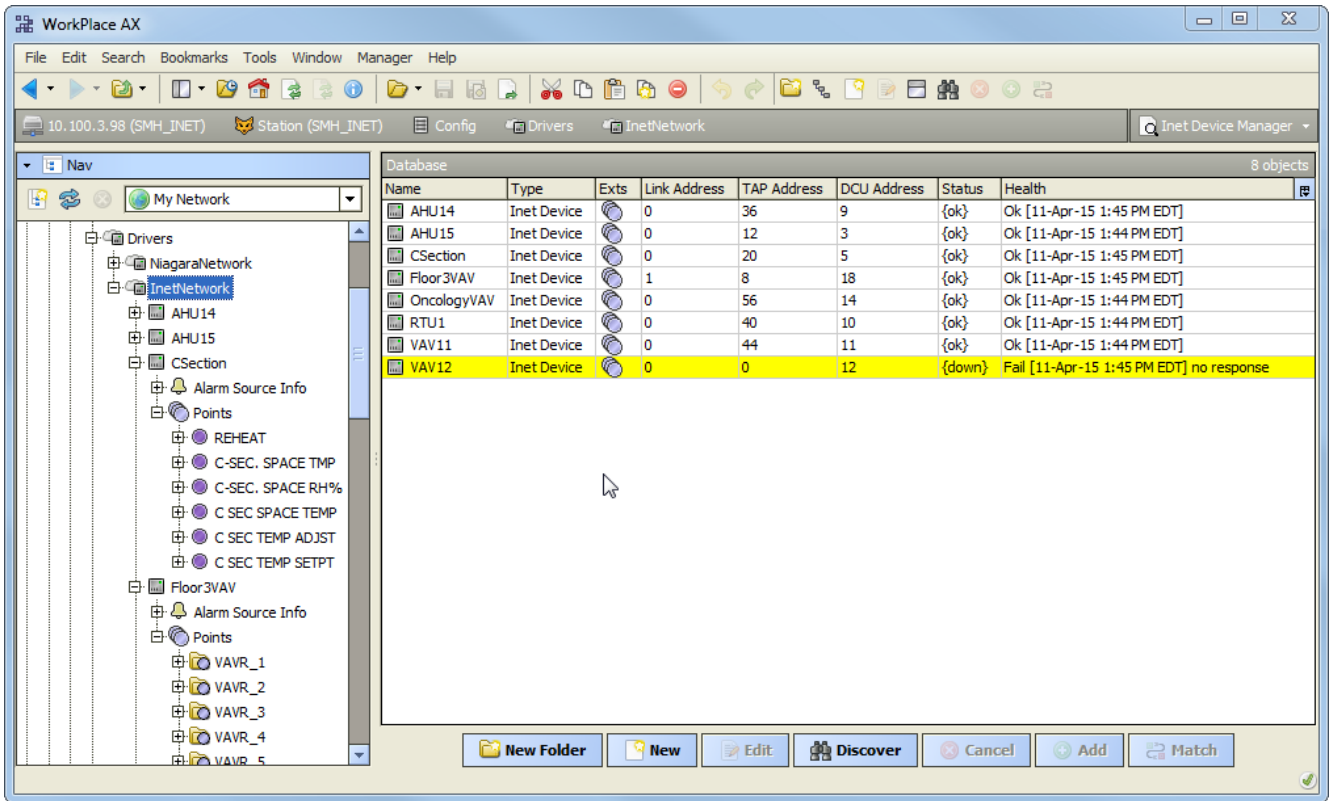 WorkPlace AX
File Edit Search Bookmarks Tools Window Manager Help
10.100.3.98 (SMH_INET) Station (SMH_INET) Config Drivers InetNetwork Inet Device Manager
Nav
My Network
Drivers
NiagaraNetwork
InetNetwork
AHU14
AHU15
CSection
Alarm Source Info
Points
REHEAT
C-SEC. SPACE TMP
C-SEC. SPACE RH%
C SEC SPACE TEMP
C SEC TEMP ADJST
C SEC TEMP SETPT
Floor3VAV
Alarm Source Info
Points
VAVR_1
VAVR_2
VAVR_3
VAVR_4
VAVR_5
Database 8 objects
Name Type Exts Link Address TAP Address DCU Address Status Health
AHU14 Inet Device 0 36 9 {ok} Ok [11-Apr-15 1:45 PM EDT]
AHU15 Inet Device 0 12 3 {ok} Ok [11-Apr-15 1:44 PM EDT]
CSection Inet Device 0 20 5 {ok} Ok [11-Apr-15 1:45 PM EDT]
Floor3VAV Inet Device 1 8 18 {ok} Ok [11-Apr-15 1:45 PM EDT]
OncologyVAV Inet Device 0 56 14 {ok} Ok [11-Apr-15 1:44 PM EDT]
RTU1 Inet Device 0 40 10 {ok} Ok [11-Apr-15 1:44 PM EDT]
VAV11 Inet Device 0 44 11 {ok} Ok [11-Apr-15 1:44 PM EDT]
VAV12 Inet Device 0 0 12 {down} Fail [11-Apr-15 1:45 PM EDT] no response
New Folder New Edit Discover Cancel Add Match